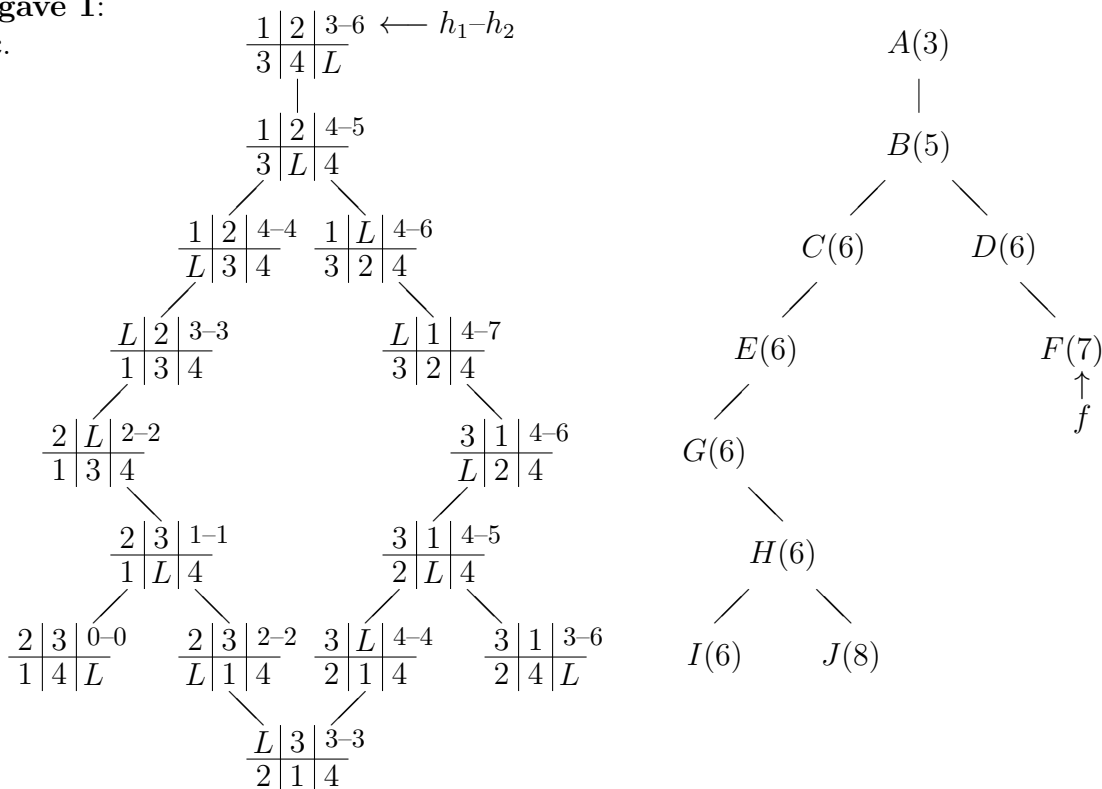 gave 1:
c.
1 2 3–6 ⟵ h₁–h₂
3 4 L
A(3)
1 2 4–5
3 L 4
B(5)
1 2 4–4
L 3 4
1 L 4–6
3 2 4
C(6) D(6)
L 2 3–3
1 3 4
L 1 4–7
3 2 4
E(6) F(7)
↑
f
2 L 2–2
1 3 4
3 1 4–6
L 2 4
G(6)
2 3 1–1
1 L 4
3 1 4–5
2 L 4
H(6)
2 3 0–0
1 4 L
2 3 2–2
L 1 4
3 L 4–4
2 1 4
3 1 3–6
2 4 L
I(6) J(8)
L 3 3–3
2 1 4